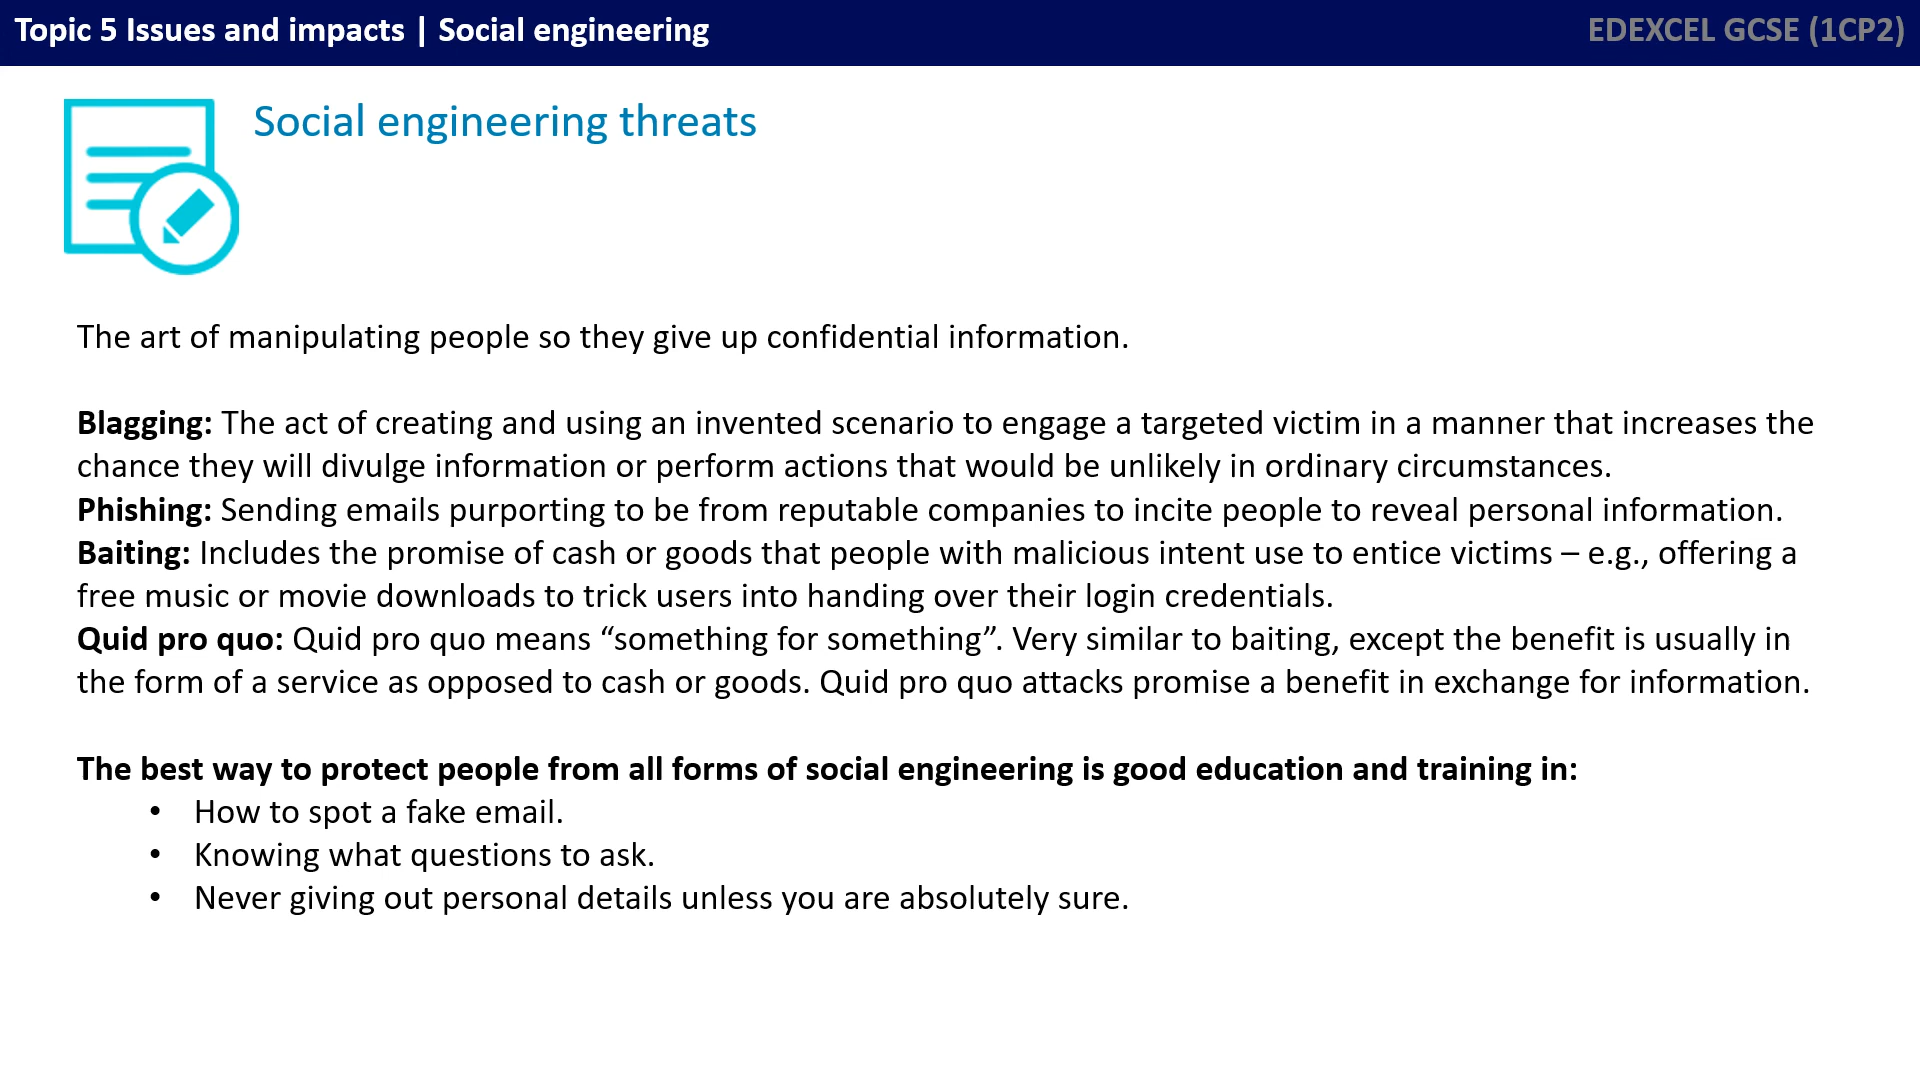 Topic 5 Issues and impacts | Social engineering
EDEXCEL GCSE (1CP2)
Social engineering threats
The art of manipulating people so they give up confidential information.
Blagging: The act of creating and using an invented scenario to engage a targeted victim in a manner that increases the
chance they will divulge information or perform actions that would be unlikely in ordinary circumstances.
Phishing: Sending emails purporting to be from reputable companies to incite people to reveal personal information.
Baiting: Includes the promise of cash or goods that people with malicious intent use to entice victims – e.g., offering a
free music or movie downloads to trick users into handing over their login credentials.
Quid pro quo: Quid pro quo means “something for something”. Very similar to baiting, except the benefit is usually in
the form of a service as opposed to cash or goods. Quid pro quo attacks promise a benefit in exchange for information.
The best way to protect people from all forms of social engineering is good education and training in:
• How to spot a fake email.
• Knowing what questions to ask.
• Never giving out personal details unless you are absolutely sure.